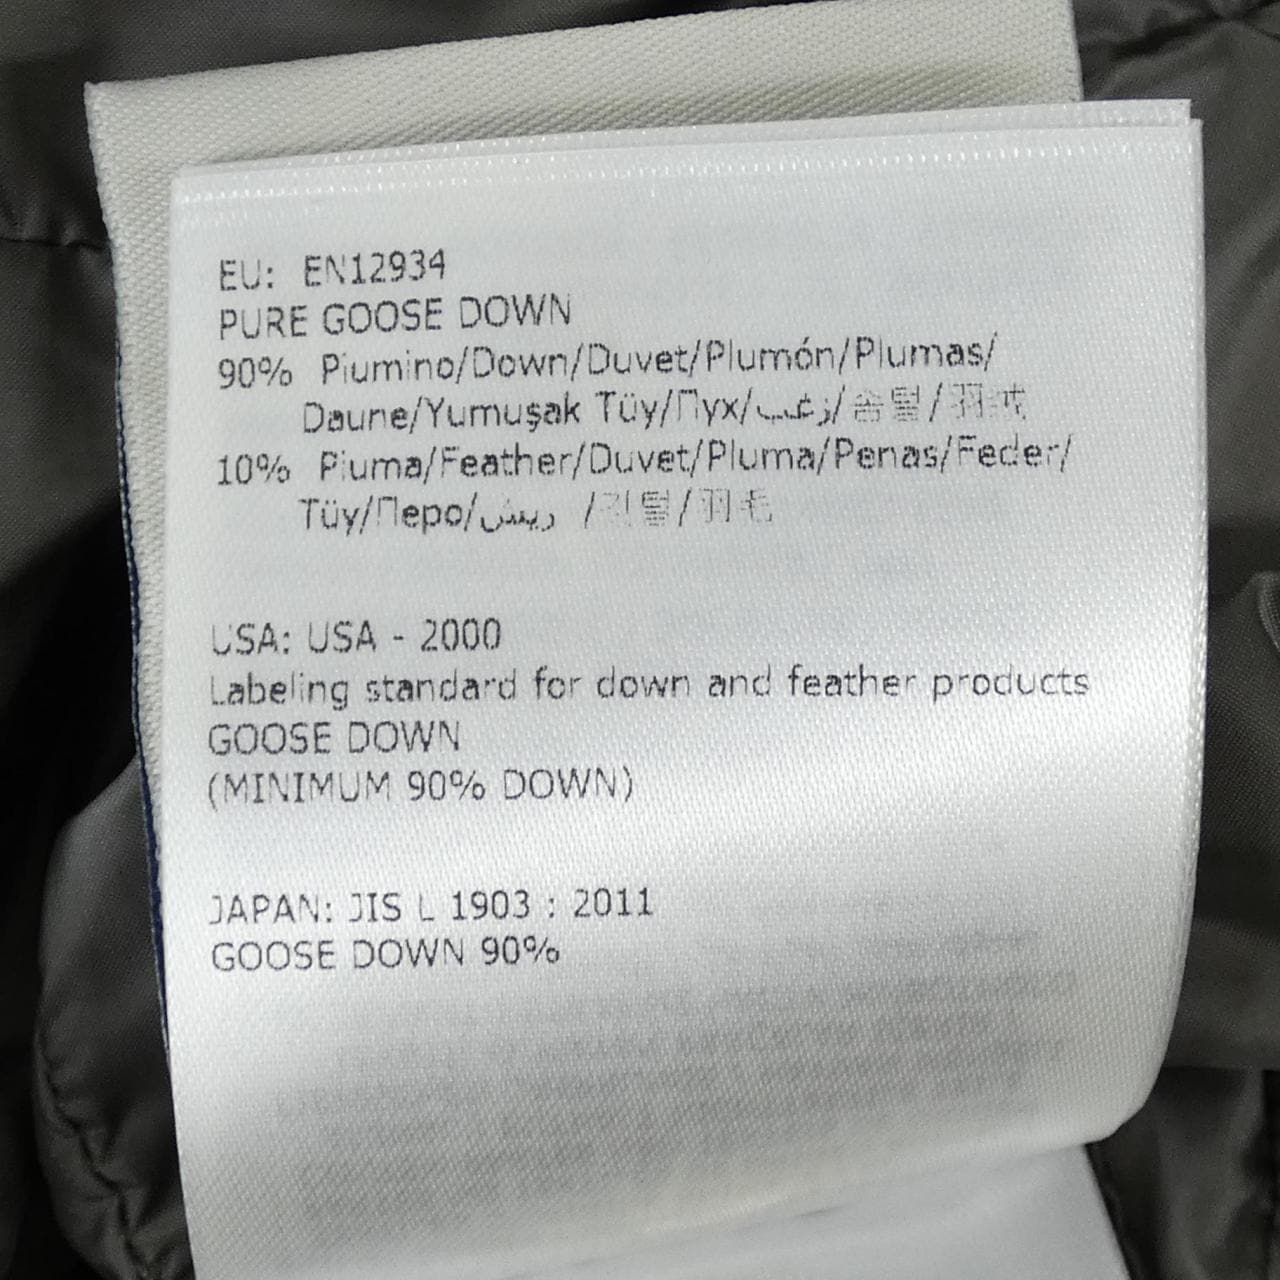 EU: EN12934
PURE GOOSE DOWN
90% Piumino/Down/Duvet/Plumón/Plumas/
Daune/Yumuşak Tüy/Пух/زغب/솜털/羽绒
10% Piuma/Feather/Duvet/Pluma/Penas/Feder/
Tüy/Перо/ريش /깃털/羽毛
USA: USA - 2000
Labeling standard for down and feather products
GOOSE DOWN
(MINIMUM 90% DOWN)
JAPAN: JIS L 1903 : 2011
GOOSE DOWN 90%